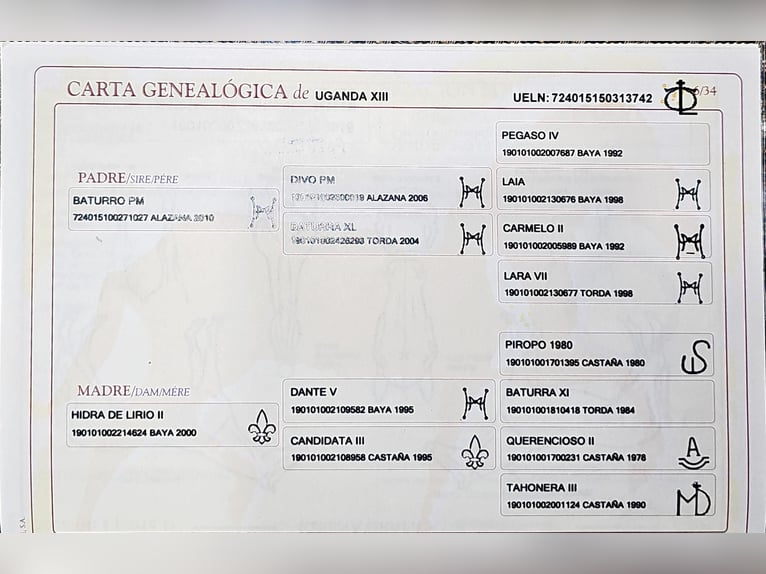 CARTA GENEALÓGICA de UGANDA XIII
UELN: 724015150313742
/34
PADRE/SIRE/PÈRE
BATURRO PM
724015100271027 ALAZANA 2010
DIVO PM
ALAZANA 2006
BATURRA XL
190101002426293 TORDA 2004
PEGASO IV
190101002007687 BAYA 1992
LAIA
190101002130676 BAYA 1998
CARMELO II
190101002005989 BAYA 1992
LARA VII
190101002130677 TORDA 1998
MADRE/DAM/MÈRE
HIDRA DE LIRIO II
190101002214624 BAYA 2000
DANTE V
190101002109582 BAYA 1995
CANDIDATA III
190101002108958 CASTAÑA 1995
PIROPO 1980
190101001701395 CASTAÑA 1980
BATURRA XI
190101001810418 TORDA 1984
QUERENCIOSO II
190101001700231 CASTAÑA 1978
TAHONERA III
190101002001124 CASTAÑA 1990